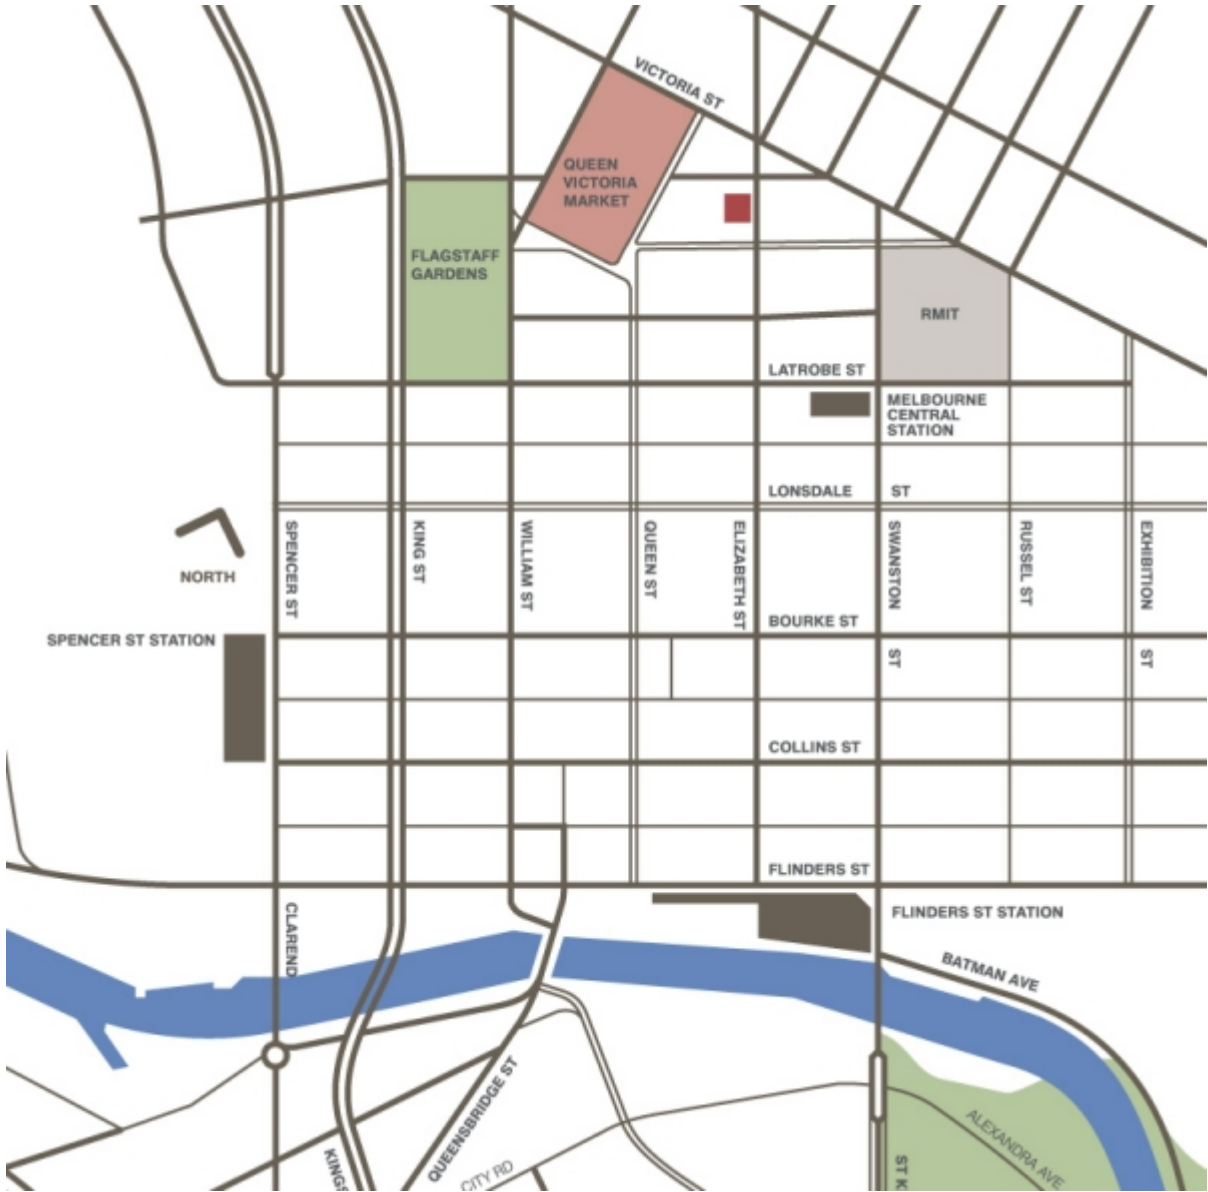 VICTORIA ST
QUEEN
VICTORIA
MARKET
FLAGSTAFF
GARDENS
RMIT
LATROBE ST
MELBOURNE
CENTRAL
STATION
LONSDALE ST
SPENCER ST
KING ST
WILLIAM ST
QUEEN ST
ELIZABETH ST
SWANSTON ST
RUSSEL ST
EXHIBITION ST
NORTH
BOURKE ST
SPENCER ST STATION
COLLINS ST
FLINDERS ST
CLAREND
FLINDERS ST STATION
BATMAN AVE
QUEENSBRIDGE ST
ALEXANDRA AVE
KINGS
CITY RD
ST K